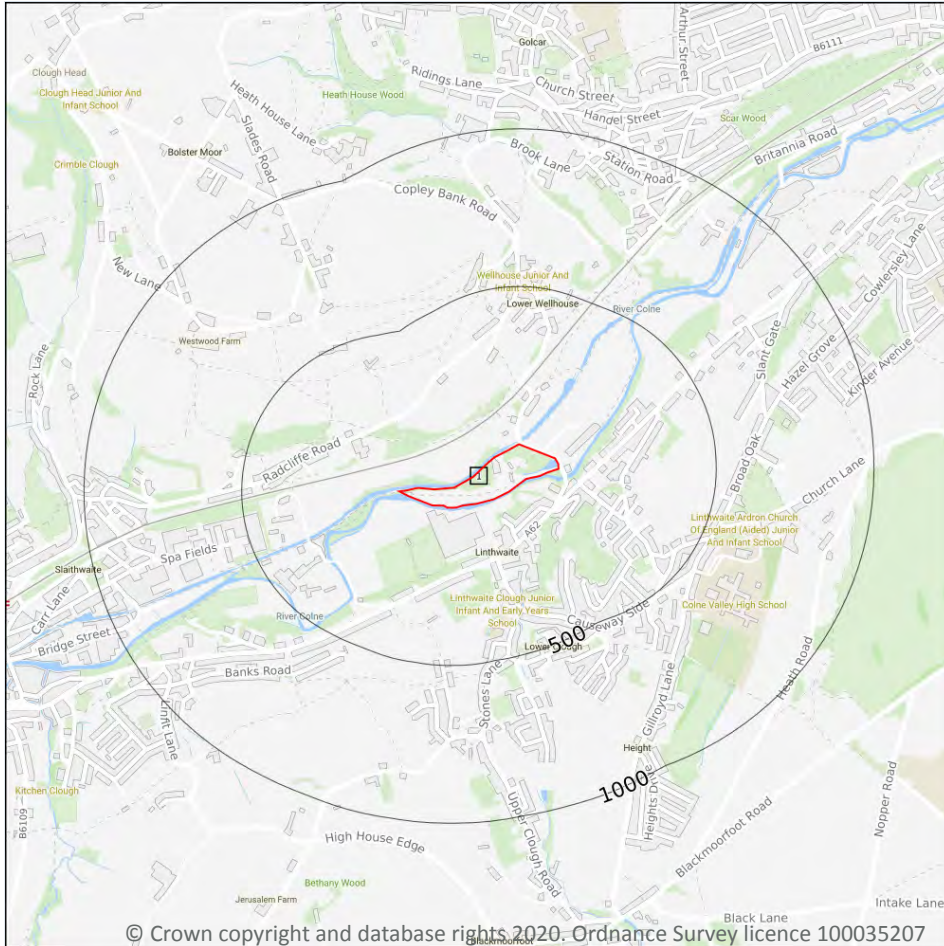 Golcar
Arthur Street
B6111
Clough Head
Clough Head Junior And
Infant School
Ridings Lane
Church Street
Heath House Wood
Handel Street
Heath House Lane
Slades Road
Scar Wood
Britannia Road
Bolster Moor
Brook Lane
Station Road
Crimble Clough
Copley Bank Road
Cowlersley Lane
New Lane
Wellhouse Junior And
Infant School
Lower Wellhouse
River Colne
Slant Gate
Hazel Grove
Kinder Avenue
Westwood Farm
Rock Lane
Radcliffe Road
1
Broad Oak
Church Lane
A62
Linthwaite Ardron Church
Of England (Aided) Junior
And Infant School
Spa Fields
Linthwaite
Slaithwaite
Carr Lane
Linthwaite Clough Junior
Infant And Early Years
School
Colne Valley High School
River Colne
Causeway Side
Bridge Street
500
Lower Clough
Banks Road
Heath Road
Stones Lane
Gillroyd Lane
Linfit Lane
Height
Kitchen Clough
1000
Heights Drive
Nopper Road
B6109
Upper Clough Road
Blackmoorfoot Road
High House Edge
Bethany Wood
Jerusalem Farm
Intake Lane
Black Lane
© Crown copyright and database rights 2020. Ordnance Survey licence 100035207
Blackmoorfoot